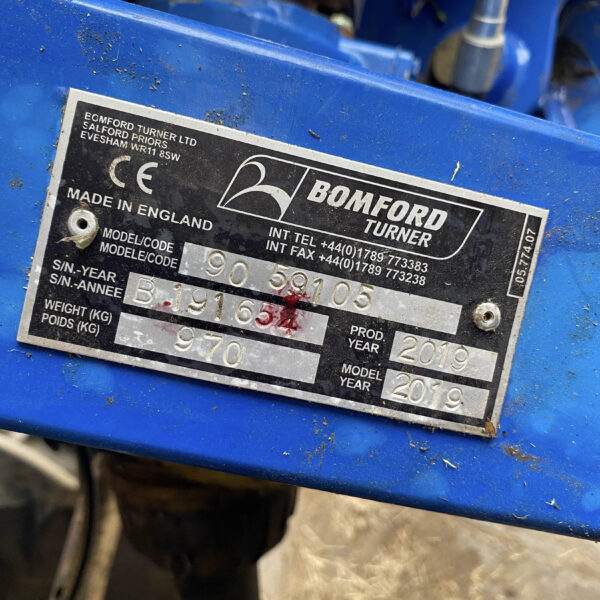 BOMFORD TURNER LTD
SALFORD PRIORS
EVESHAM WR11 8SW
CE
MADE IN ENGLAND
BOMFORD
TURNER
INT TEL +44(0)1789 773383
INT FAX +44(0)1789 773238
.05.774.07
MODEL/CODE
MODELE/CODE
90 59105
S/N.-YEAR
S/N.-ANNEE
B 19165
WEIGHT (KG)
POIDS (KG)
970
PROD.
YEAR
2019
MODEL
YEAR
2019